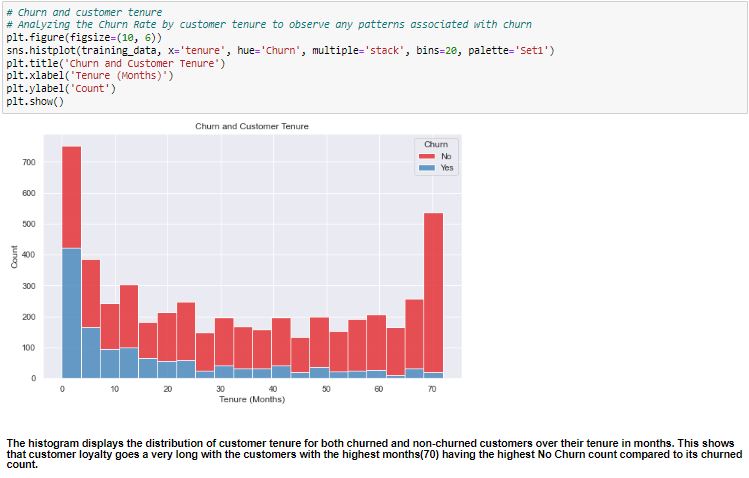 # Churn and customer tenure
# Analyzing the Churn Rate by customer tenure to observe any patterns associated with churn
plt.figure(figsize=(10, 6))
sns.histplot(training_data, x='tenure', hue='Churn', multiple='stack', bins=20, palette='Set1')
plt.title('Churn and Customer Tenure')
plt.xlabel('Tenure (Months)')
plt.ylabel('Count')
plt.show()
Churn and Customer Tenure
Churn
No
Yes
700
600
500
400
300
200
100
0
Count
0 10 20 30 40 50 60 70
Tenure (Months)
The histogram displays the distribution of customer tenure for both churned and non-churned customers over their tenure in months. This shows
that customer loyalty goes a very long with the customers with the highest months(70) having the highest No Churn count compared to its churned
count.